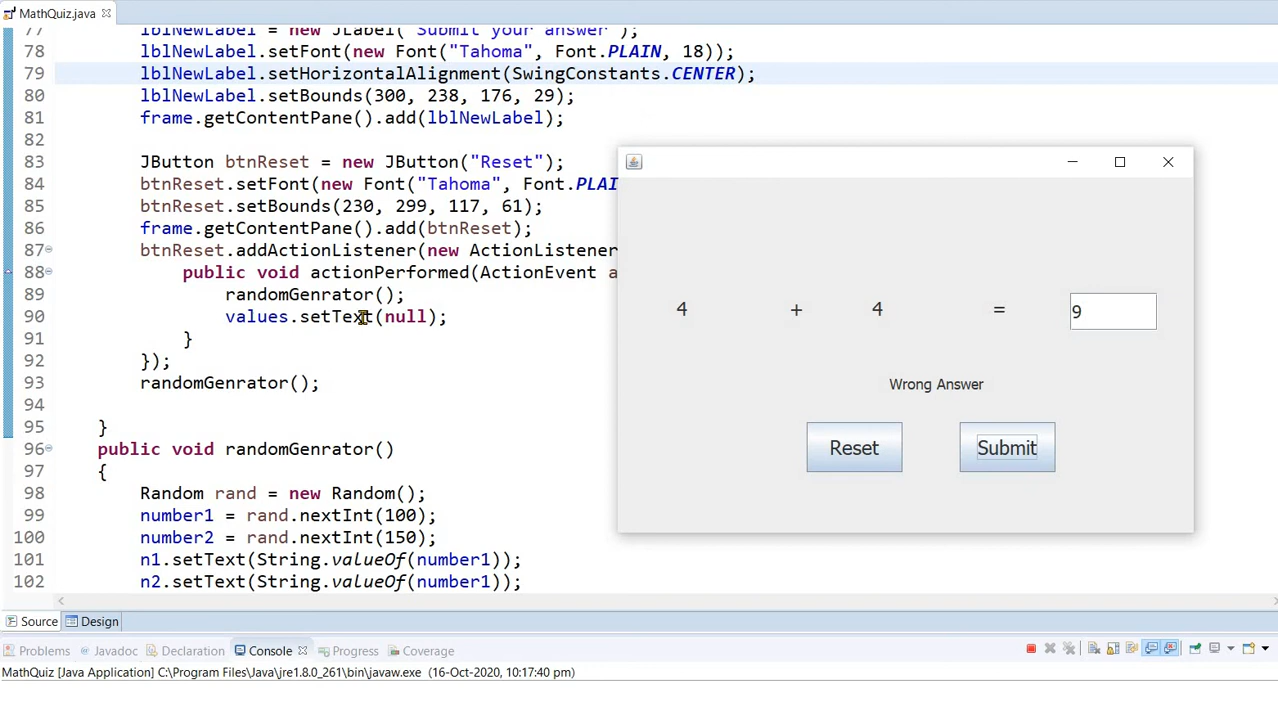 MathQuiz.java
77 lblNewLabel = new JLabel("Submit your answer");
78 lblNewLabel.setFont(new Font("Tahoma", Font.PLAIN, 18));
79 lblNewLabel.setHorizontalAlignment(SwingConstants.CENTER);
80 lblNewLabel.setBounds(300, 238, 176, 29);
81 frame.getContentPane().add(lblNewLabel);
82
83 JButton btnReset = new JButton("Reset");
84 btnReset.setFont(new Font("Tahoma", Font.PLAI
85 btnReset.setBounds(230, 299, 117, 61);
86 frame.getContentPane().add(btnReset);
87 btnReset.addActionListener(new ActionListener
88 public void actionPerformed(ActionEvent a
89 randomGenrator();
90 values.setText(null);
91 }
92 });
93 randomGenrator();
94
95 }
96 public void randomGenrator()
97 {
98 Random rand = new Random();
99 number1 = rand.nextInt(100);
100 number2 = rand.nextInt(150);
101 n1.setText(String.valueOf(number1));
102 n2.setText(String.valueOf(number1));
4 + 4 = 9
Wrong Answer
Reset Submit
Source Design
Problems Javadoc Declaration Console Progress Coverage
MathQuiz [Java Application] C:\Program Files\Java\jre1.8.0_261\bin\javaw.exe (16-Oct-2020, 10:17:40 pm)